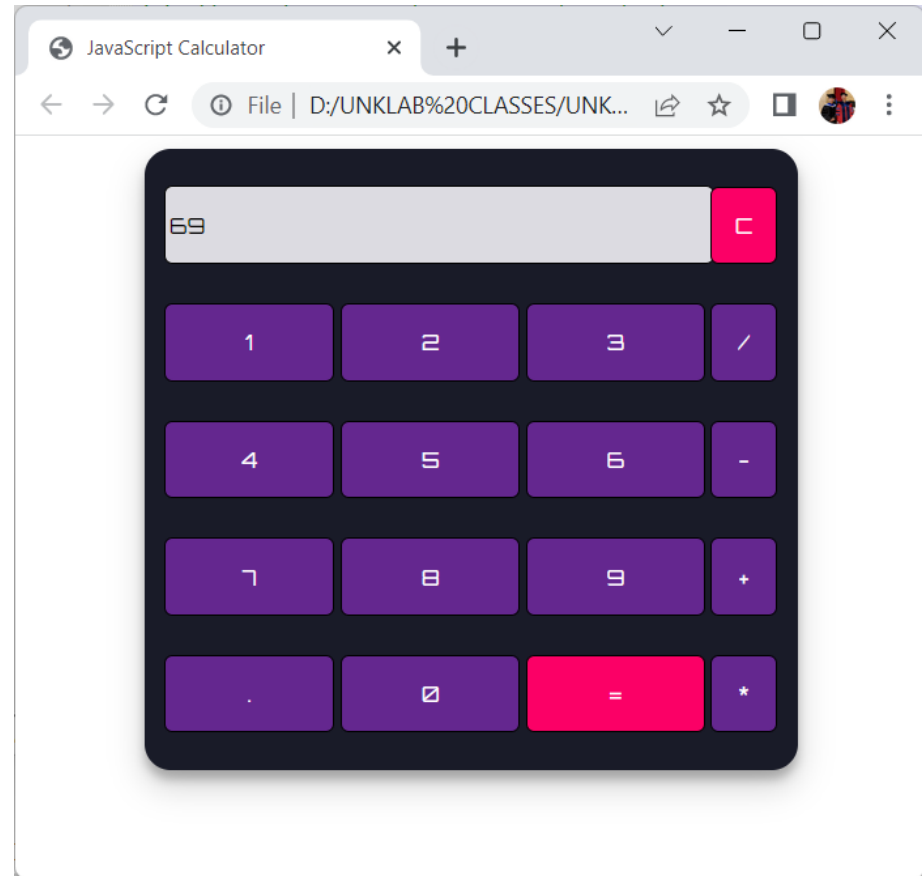 JavaScript Calculator
File | D:/UNKLAB%20CLASSES/UNK...
69 C
1 2 3 /
4 5 6 -
7 8 9 +
. 0 = *